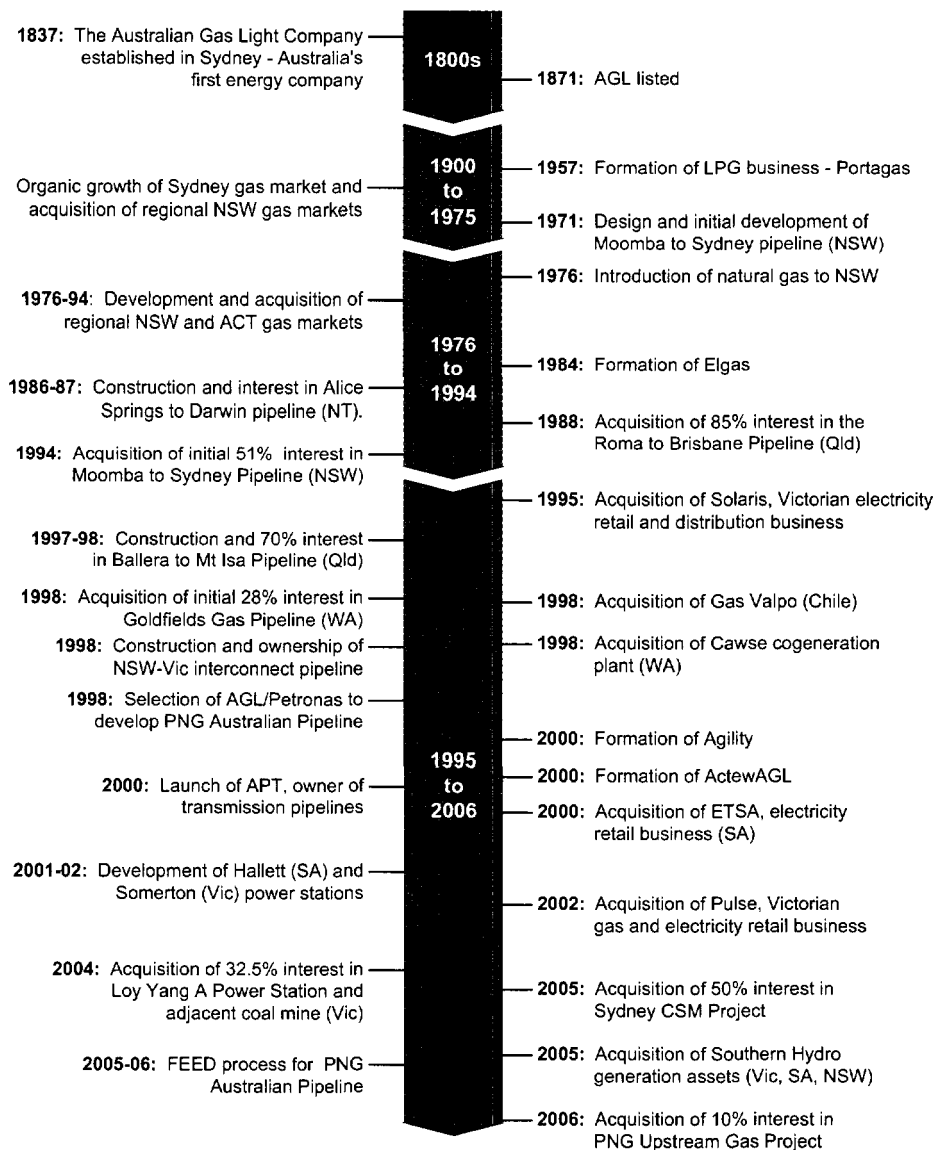 1837: The Australian Gas Light Company
established in Sydney - Australia's
first energy company
1800s
1871: AGL listed
1900
to
1975
1957: Formation of LPG business - Portagas
Organic growth of Sydney gas market and
acquisition of regional NSW gas markets
1971: Design and initial development of
Moomba to Sydney pipeline (NSW)
1976: Introduction of natural gas to NSW
1976-94: Development and acquisition of
regional NSW and ACT gas markets
1976
to
1994
1984: Formation of Elgas
1986-87: Construction and interest in Alice
Springs to Darwin pipeline (NT).
1988: Acquisition of 85% interest in the
Roma to Brisbane Pipeline (Qld)
1994: Acquisition of initial 51% interest in
Moomba to Sydney Pipeline (NSW)
1995: Acquisition of Solaris, Victorian electricity
retail and distribution business
1997-98: Construction and 70% interest
in Ballera to Mt Isa Pipeline (Qld)
1998: Acquisition of initial 28% interest in
Goldfields Gas Pipeline (WA)
1998: Acquisition of Gas Valpo (Chile)
1998: Construction and ownership of
NSW-Vic interconnect pipeline
1998: Acquisition of Cawse cogeneration
plant (WA)
1998: Selection of AGL/Petronas to
develop PNG Australian Pipeline
2000: Formation of Agility
1995
to
2006
2000: Formation of ActewAGL
2000: Launch of APT, owner of
transmission pipelines
2000: Acquisition of ETSA, electricity
retail business (SA)
2001-02: Development of Hallett (SA) and
Somerton (Vic) power stations
2002: Acquisition of Pulse, Victorian
gas and electricity retail business
2004: Acquisition of 32.5% interest in
Loy Yang A Power Station and
adjacent coal mine (Vic)
2005: Acquisition of 50% interest in
Sydney CSM Project
2005-06: FEED process for PNG
Australian Pipeline
2005: Acquisition of Southern Hydro
generation assets (Vic, SA, NSW)
2006: Acquisition of 10% interest in
PNG Upstream Gas Project